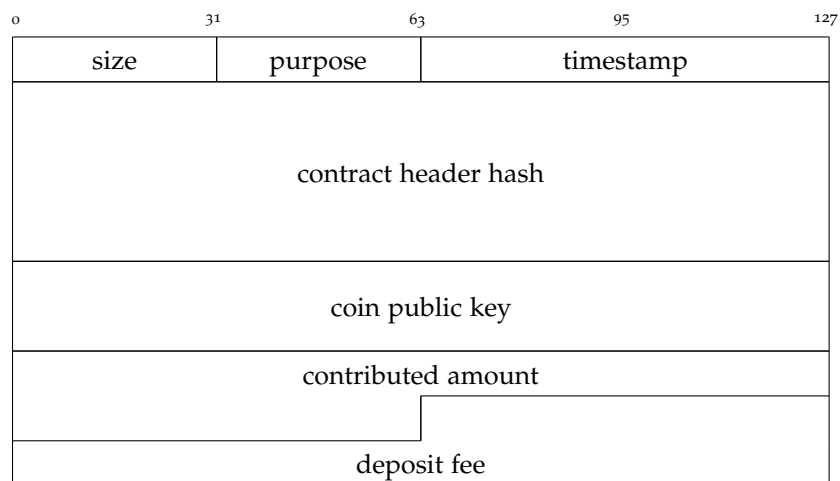 0 31 63 95 127
size purpose timestamp
contract header hash
coin public key
contributed amount
deposit fee